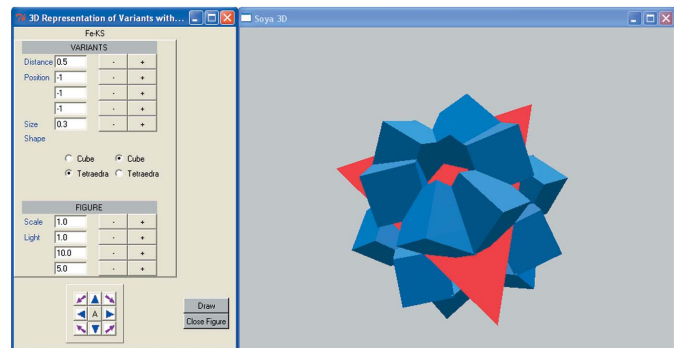 3D Representation of Variants with...
Soya 3D
Fe-KS
VARIANTS
Distance 0.5 - +
Position -1 - +
-1 - +
-1 - +
Size 0.3 - +
Shape
Cube Cube
Tetraedra Tetraedra
FIGURE
Scale 1.0 - +
Light 1.0 - +
10.0 - +
5.0 - +
A
Draw
Close Figure